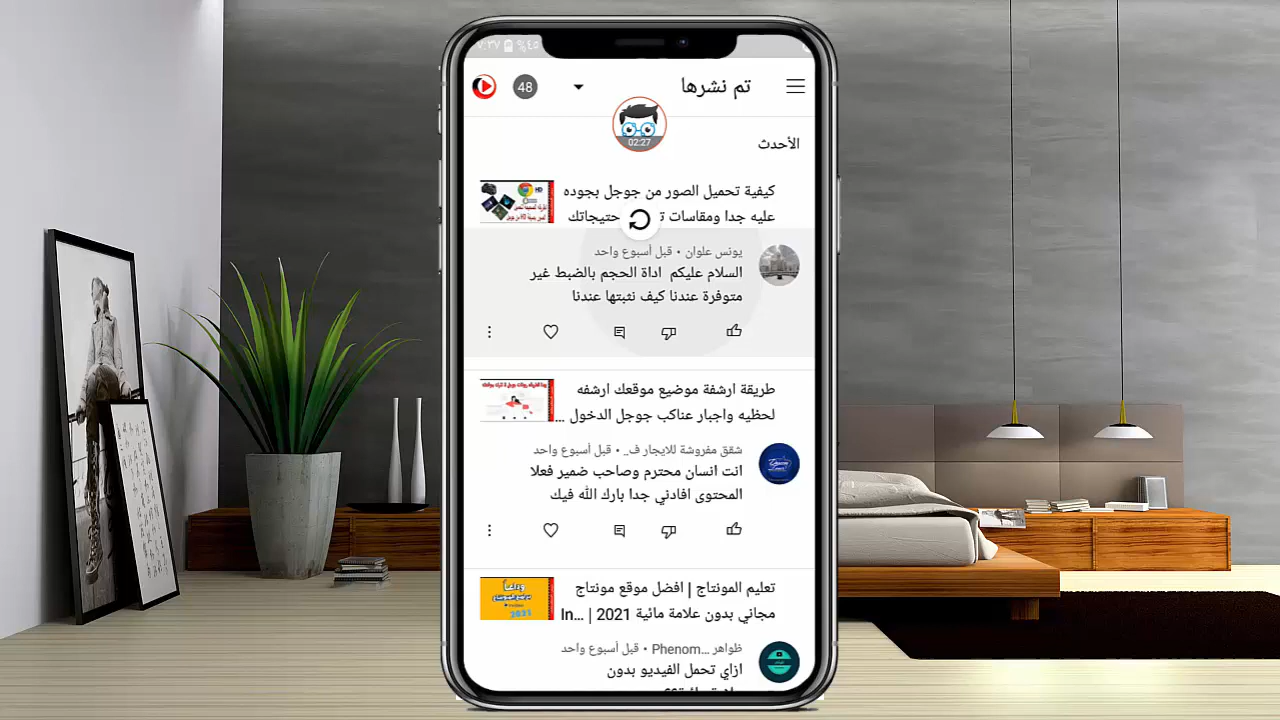 ٧:٣٧ ٤٥%
تم نشرها
48
02:27
الأحدث
كيفية تحميل الصور من جوجل بجوده
عليه جدا ومقاسات حتيجاتك
يونس علوان • قبل أسبوع واحد
السلام عليكم اداة الحجم بالضبط غير
متوفرة عندنا كيف نثبتها عندنا
طريقة ارشفة موضيع موقعك ارشفه
لحظيه واجبار عناكب جوجل الدخول ...
شقق مفروشة للايجار ف... • قبل أسبوع واحد
انت انسان محترم وصاحب ضمير فعلا
المحتوى افادني جدا بارك الله فيك
تعليم المونتاج | افضل موقع مونتاج
مجاني بدون علامة مائية 2021 | In...
2021
ظواهر Phenom... • قبل أسبوع واحد
ازاي تحمل الفيديو بدون